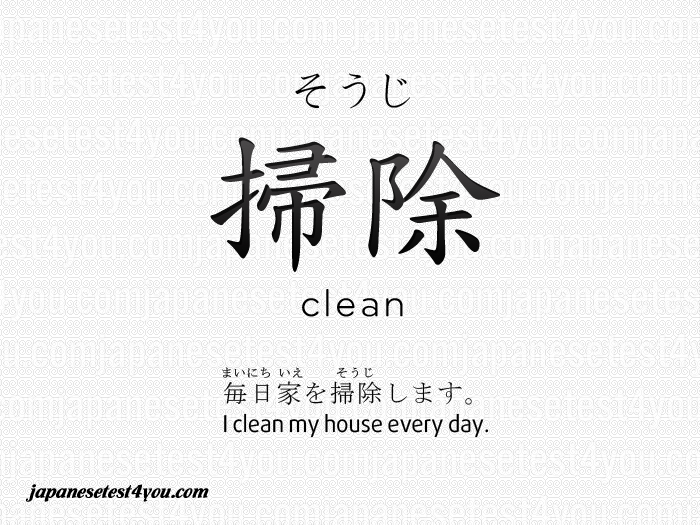 そうじ
掃除
clean
まいにち いえ そうじ
毎日家を掃除します。
I clean my house every day.
japanesetest4you.com